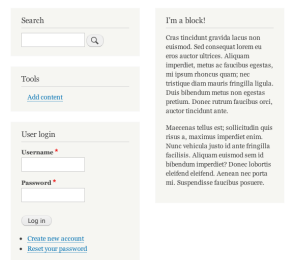 Search
Tools
Add content
User login
Username *
Password *
Log in
Create new account
Reset your password
I'm a block!
Cras tincidunt gravida lacus non
euismod. Sed consequat lorem eu
eros auctor ultrices. Aliquam
imperdiet, metus ac faucibus egestas,
mi ipsum rhoncus quam, nec
tristique diam mauris fringilla ligula.
Duis bibendum metus non egestas
pretium. Donec rutrum faucibus orci,
auctor tincidunt ante.
Maecenas tellus est; sollicitudin quis
risus a, maximus imperdiet enim.
Nunc vehicula justo id ante fringilla
facilisis. Aliquam euismod sem id
bibendum imperdiet? Donec lobortis
eleifend eleifend. Aenean nec porta
mi. Suspendisse faucibus posuere.